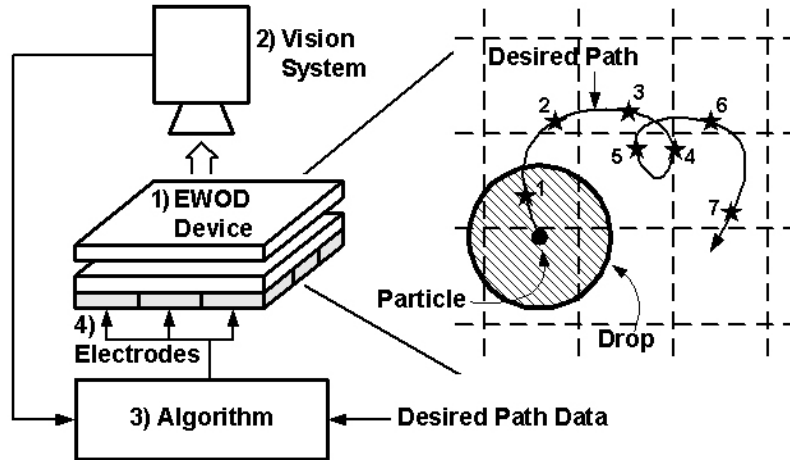 2) Vision
System
1) EWOD
Device
4)
Electrodes
3) Algorithm
Desired Path Data
Desired
Path
1
2
3
4
5
6
7
Particle
Drop